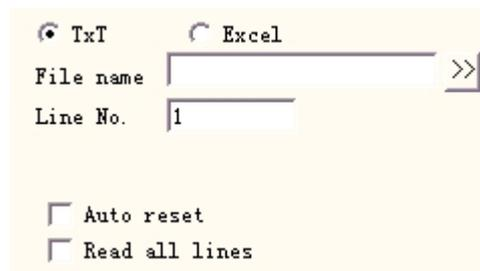 TxT Excel
File name >>
Line No. 1
Auto reset
Read all lines